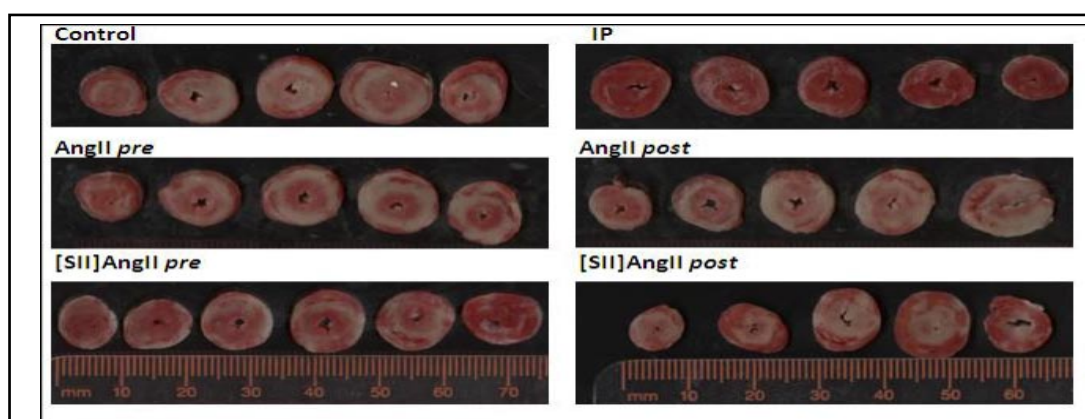 Control IP
AngII pre AngII post
[SII]AngII pre [SII]AngII post
mm 10 20 30 40 50 60 70
mm 10 20 30 40 50 60